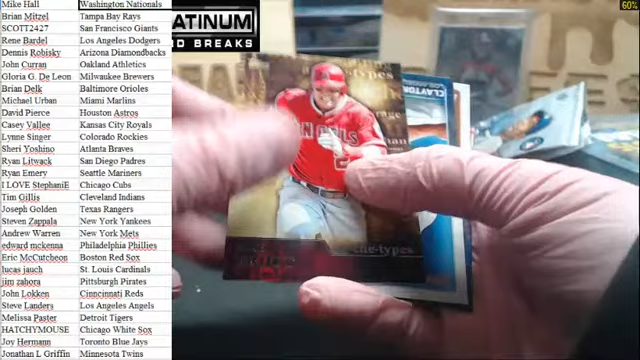 Mike Hall Washington Nationals
Brian Mitzel Tampa Bay Rays
SCOTT2427 San Francisco Giants
Rene Bardel Los Angeles Dodgers
Dennis Robisky Arizona Diamondbacks
John Curran Oakland Athletics
Gloria G. De Leon Milwaukee Brewers
Brian Delk Baltimore Orioles
Michael Urban Miami Marlins
David Pierce Houston Astros
Casey Vallee Kansas City Royals
Lynne Singer Colorado Rockies
Sheri Yoshino Atlanta Braves
Ryan Litwack San Diego Padres
Ryan Emery Seattle Mariners
I LOVE StephaniE Chicago Cubs
Tim Gillis Cleveland Indians
Joseph Golden Texas Rangers
Steven Zappala New York Yankees
Andrew Warren New York Mets
edward mckenna Philadelphia Phillies
Eric McCutcheon Boston Red Sox
lucas jauch St. Louis Cardinals
jim zahora Pittsburgh Pirates
John Lokken Cinncinnati Reds
Steve Landers Los Angeles Angels
Melissa Paster Detroit Tigers
HATCHYMOUSE Chicago White Sox
Joy Hermann Toronto Blue Jays
Jonathan L Griffin Minnesota Twins
LATINUM
D BREAKS
60%
-types
ANGELS
2
CLAYTON
che-types